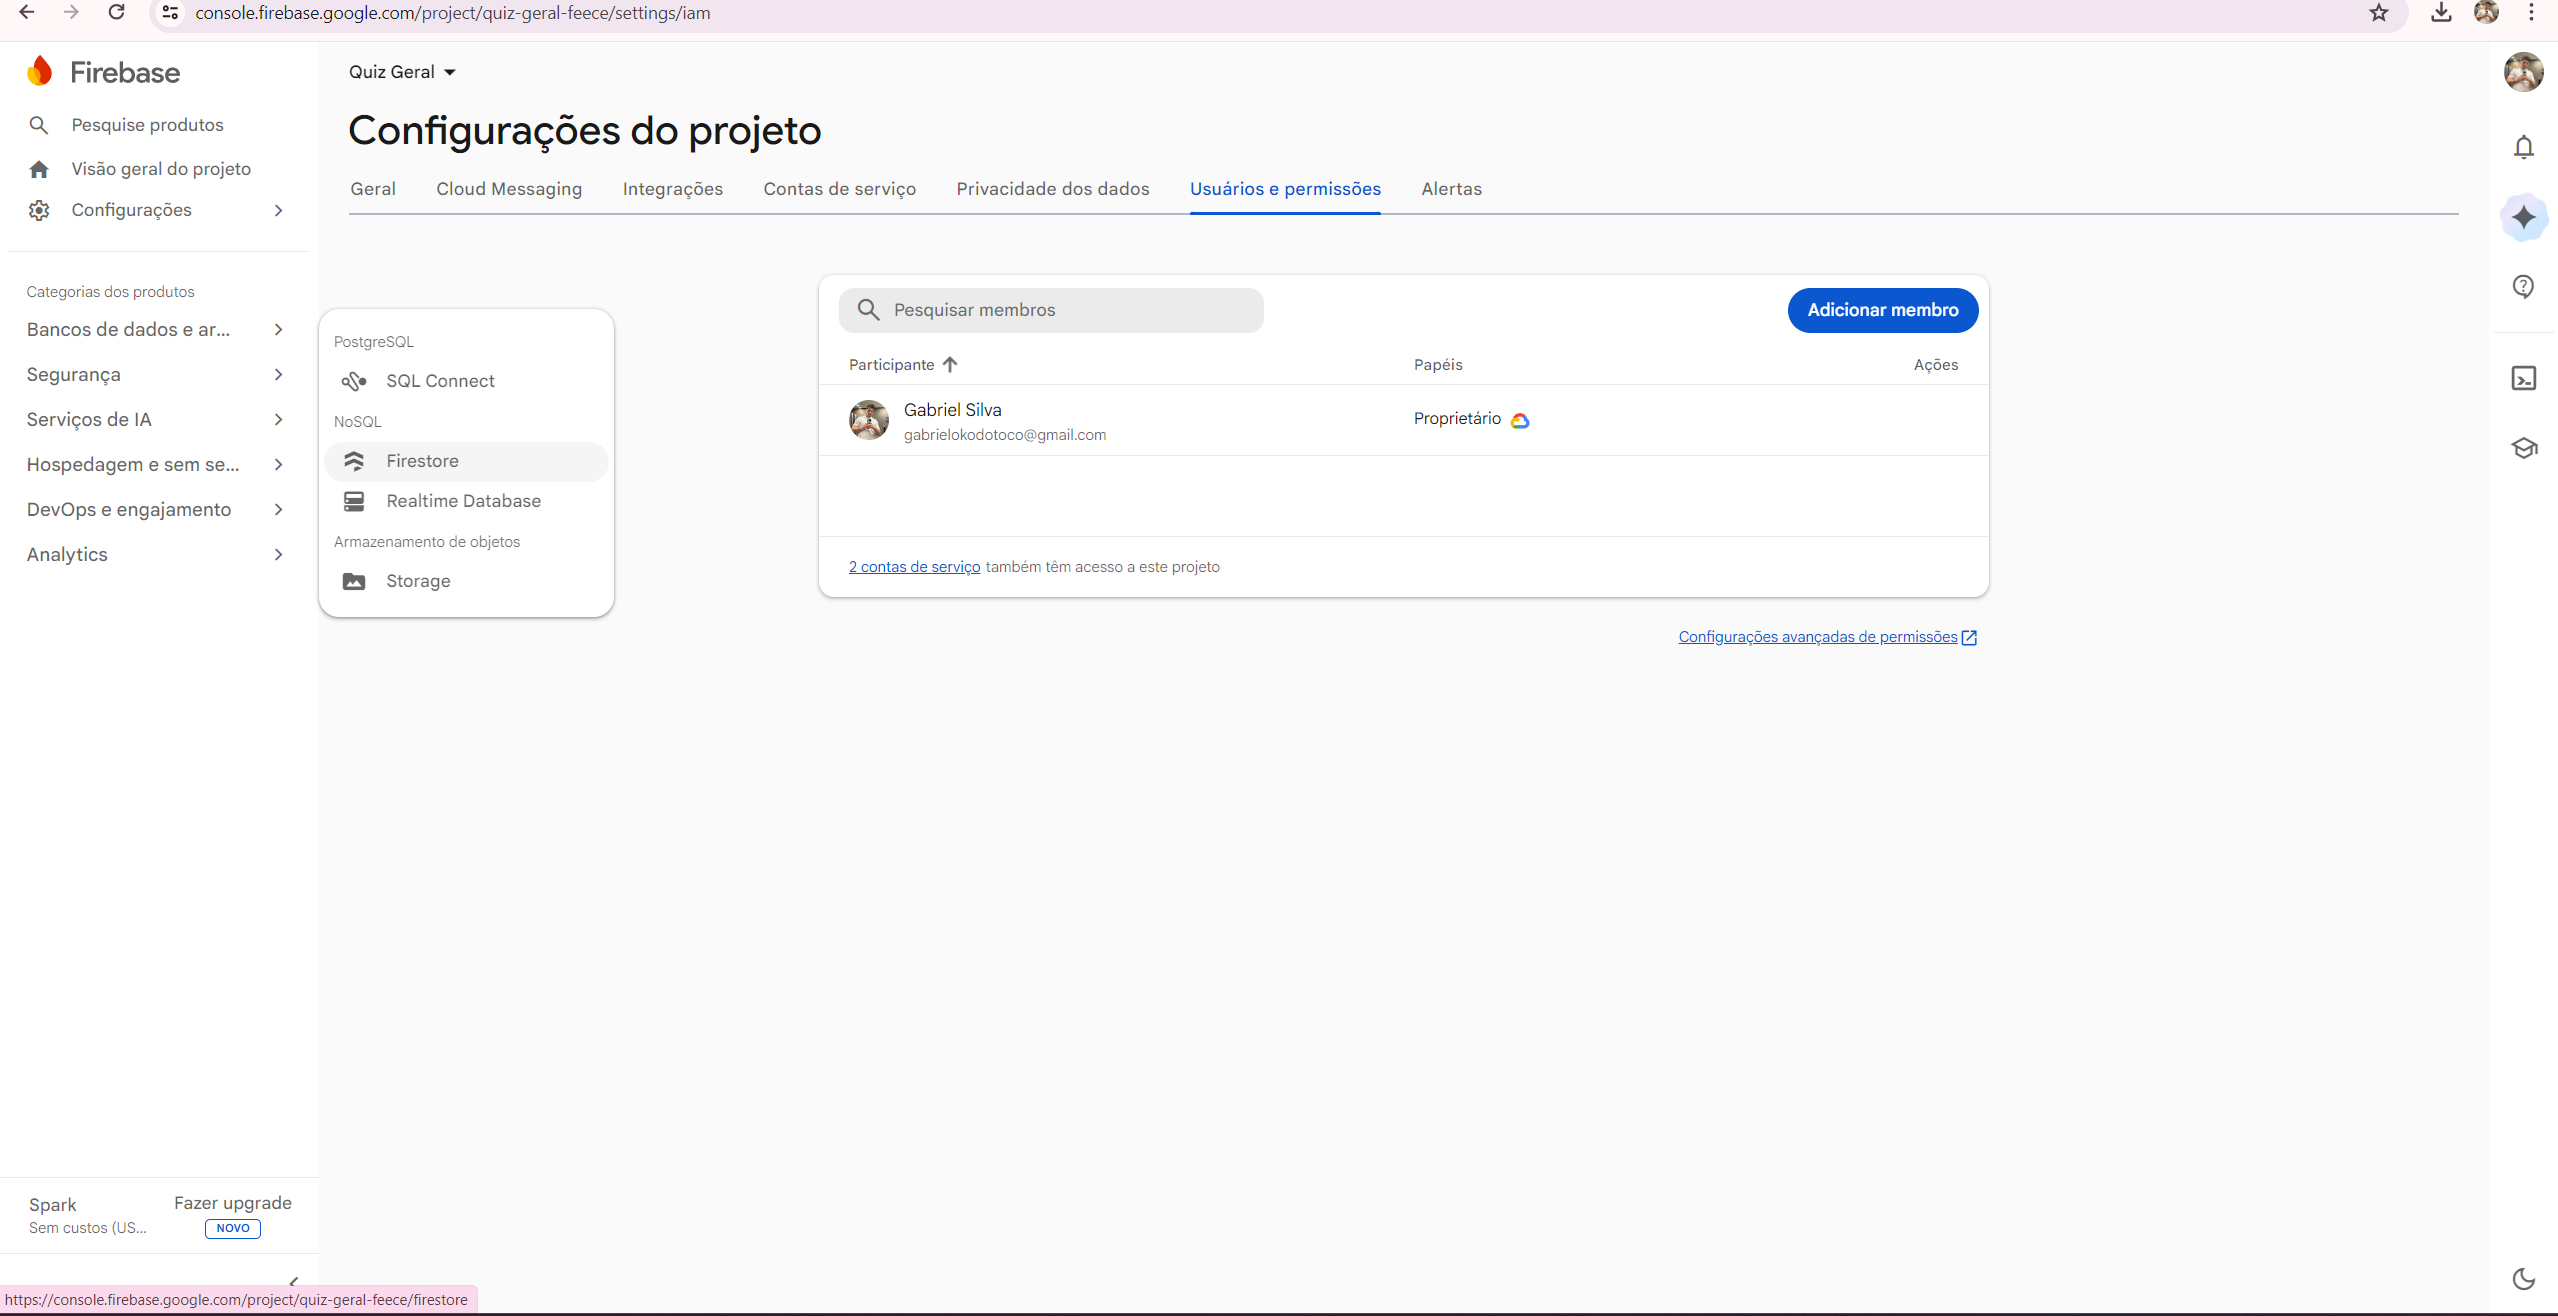 console.firebase.google.com/project/quiz-geral-feece/settings/iam
Firebase
Pesquise produtos
Visão geral do projeto
Configurações
Categorias dos produtos
Bancos de dados e ar...
Segurança
Serviços de IA
Hospedagem e sem se...
DevOps e engajamento
Analytics
PostgreSQL
SQL Connect
NoSQL
Firestore
Realtime Database
Armazenamento de objetos
Storage
Quiz Geral
Configurações do projeto
Geral Cloud Messaging Integrações Contas de serviço Privacidade dos dados Usuários e permissões Alertas
Pesquisar membros
Adicionar membro
Participante Papéis Ações
Gabriel Silva
gabrielokodotoco@gmail.com
Proprietário
2 contas de serviço também têm acesso a este projeto
Configurações avançadas de permissões
Spark
Sem custos (US...
Fazer upgrade
NOVO
https://console.firebase.google.com/project/quiz-geral-feece/firestore